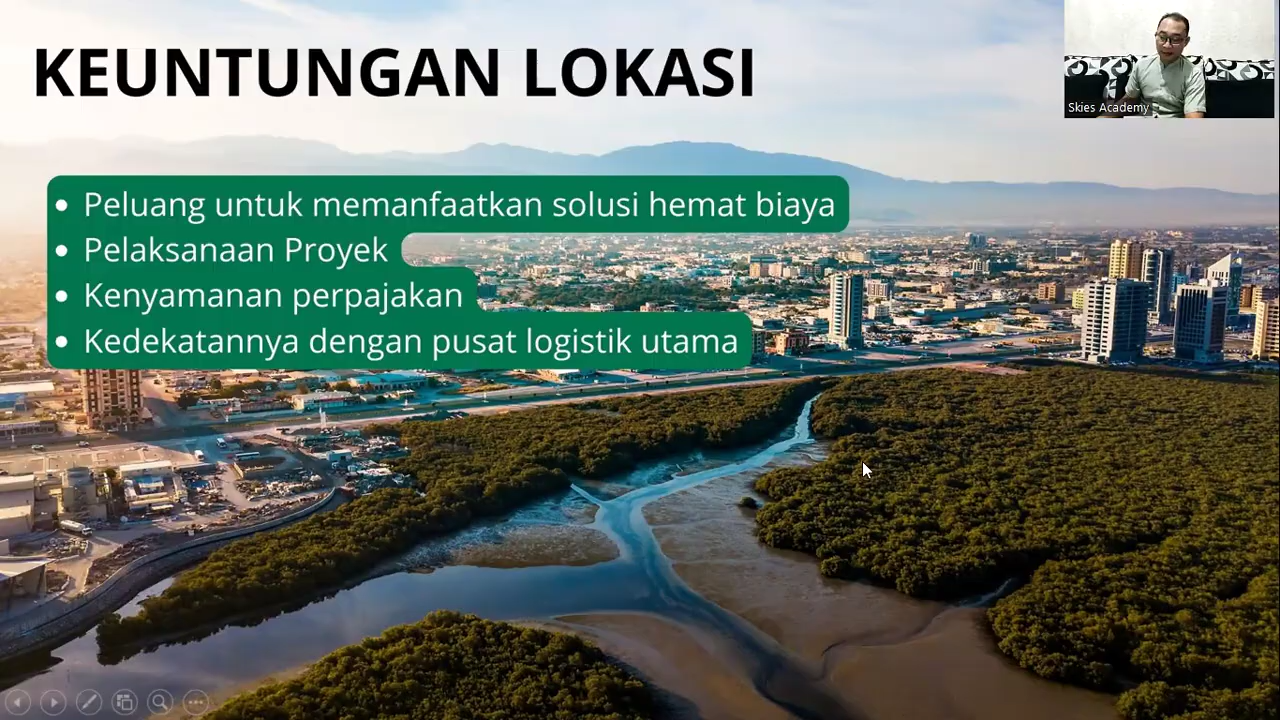 KEUNTUNGAN LOKASI
Skies Academy
• Peluang untuk memanfaatkan solusi hemat biaya
• Pelaksanaan Proyek
• Kenyamanan perpajakan
• Kedekatannya dengan pusat logistik utama